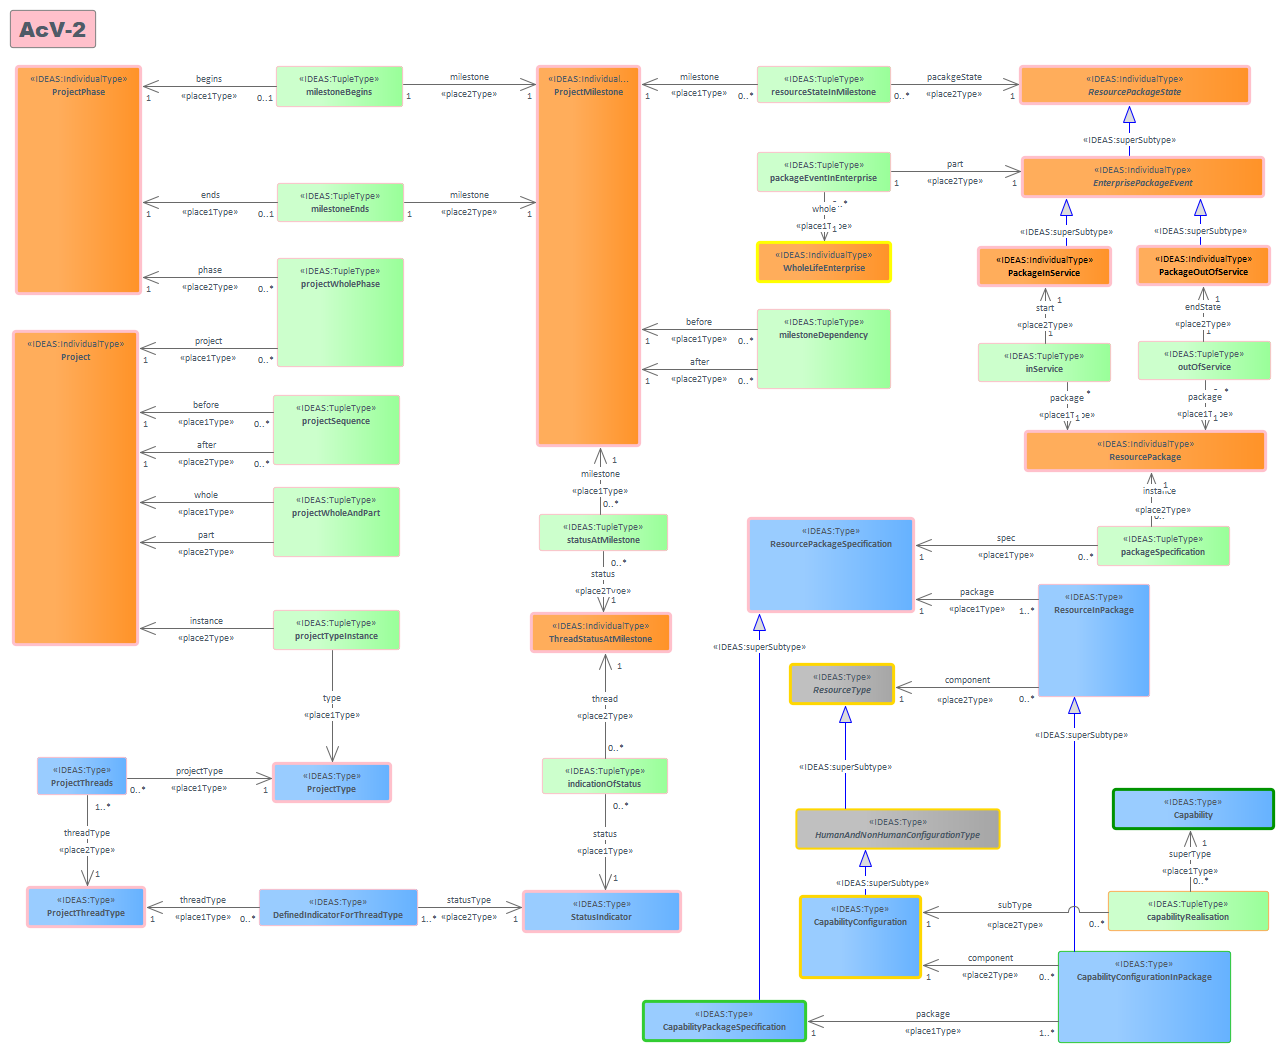 AcV-2
«IDEAS:IndividualType»
ProjectPhase
begins
«place1Type»
1
0..1
«IDEAS:TupleType»
milestoneBegins
milestone
«place2Type»
1
1
«IDEAS:Individual...
ProjectMilestone
milestone
«place1Type»
1
0..*
«IDEAS:TupleType»
resourceStateInMilestone
pacakgeState
«place2Type»
0..*
1
«IDEAS:IndividualType»
ResourcePackageState
«IDEAS:superSubtype»
ends
«place1Type»
1
0..1
«IDEAS:TupleType»
milestoneEnds
milestone
«place2Type»
1
1
«IDEAS:TupleType»
packageEventInEnterprise
part
«place2Type»
1
1
«IDEAS:IndividualType»
EnterprisePackageEvent
whole
«place1Type»
1
«IDEAS:IndividualType»
WholeLifeEnterprise
«IDEAS:superSubtype»
«IDEAS:superSubtype»
«IDEAS:IndividualType»
PackageInService
«IDEAS:IndividualType»
PackageOutOfService
phase
«place2Type»
1
0..*
«IDEAS:TupleType»
projectWholePhase
project
«place1Type»
1
0..*
«IDEAS:IndividualType»
Project
before
«place1Type»
1
0..*
after
«place2Type»
1
0..*
«IDEAS:TupleType»
milestoneDependency
start
«place2Type»
1
1
endState
«place2Type»
1
1
«IDEAS:TupleType»
inService
«IDEAS:TupleType»
outOfService
package
«place1Type»
1
package
«place1Type»
1
«IDEAS:IndividualType»
ResourcePackage
before
«place1Type»
1
0..*
after
«place2Type»
1
0..*
«IDEAS:TupleType»
projectSequence
whole
«place1Type»
part
«place2Type»
«IDEAS:TupleType»
projectWholeAndPart
instance
«place2Type»
«IDEAS:TupleType»
projectTypeInstance
type
«place1Type»
milestone
«place1Type»
1
0..*
«IDEAS:TupleType»
statusAtMilestone
0..*
status
«place2Type»
1
«IDEAS:IndividualType»
ThreadStatusAtMilestone
1
thread
«place2Type»
0..*
«IDEAS:TupleType»
indicationOfStatus
0..*
status
«place1Type»
1
instance
«place2Type»
1
«IDEAS:TupleType»
packageSpecification
spec
«place1Type»
1
0..*
«IDEAS:Type»
ResourcePackageSpecification
package
«place1Type»
1
1..*
«IDEAS:Type»
ResourceInPackage
«IDEAS:superSubtype»
«IDEAS:Type»
ResourceType
component
«place2Type»
1
0..*
«IDEAS:superSubtype»
«IDEAS:superSubtype»
«IDEAS:Type»
ProjectThreads
projectType
«place1Type»
0..*
1
«IDEAS:Type»
ProjectType
1..*
threadType
«place2Type»
1
«IDEAS:Type»
ProjectThreadType
threadType
«place1Type»
1
0..*
«IDEAS:Type»
DefinedIndicatorForThreadType
statusType
«place2Type»
1..*
1
«IDEAS:Type»
StatusIndicator
«IDEAS:Type»
HumanAndNonHumanConfigurationType
«IDEAS:superSubtype»
«IDEAS:Type»
Capability
1
superType
«place1Type»
0..*
«IDEAS:TupleType»
capabilityRealisation
«IDEAS:Type»
CapabilityConfiguration
subType
«place2Type»
1
0..*
component
«place2Type»
1
0..*
«IDEAS:Type»
CapabilityConfigurationInPackage
«IDEAS:Type»
CapabilityPackageSpecification
package
«place1Type»
1
1..*